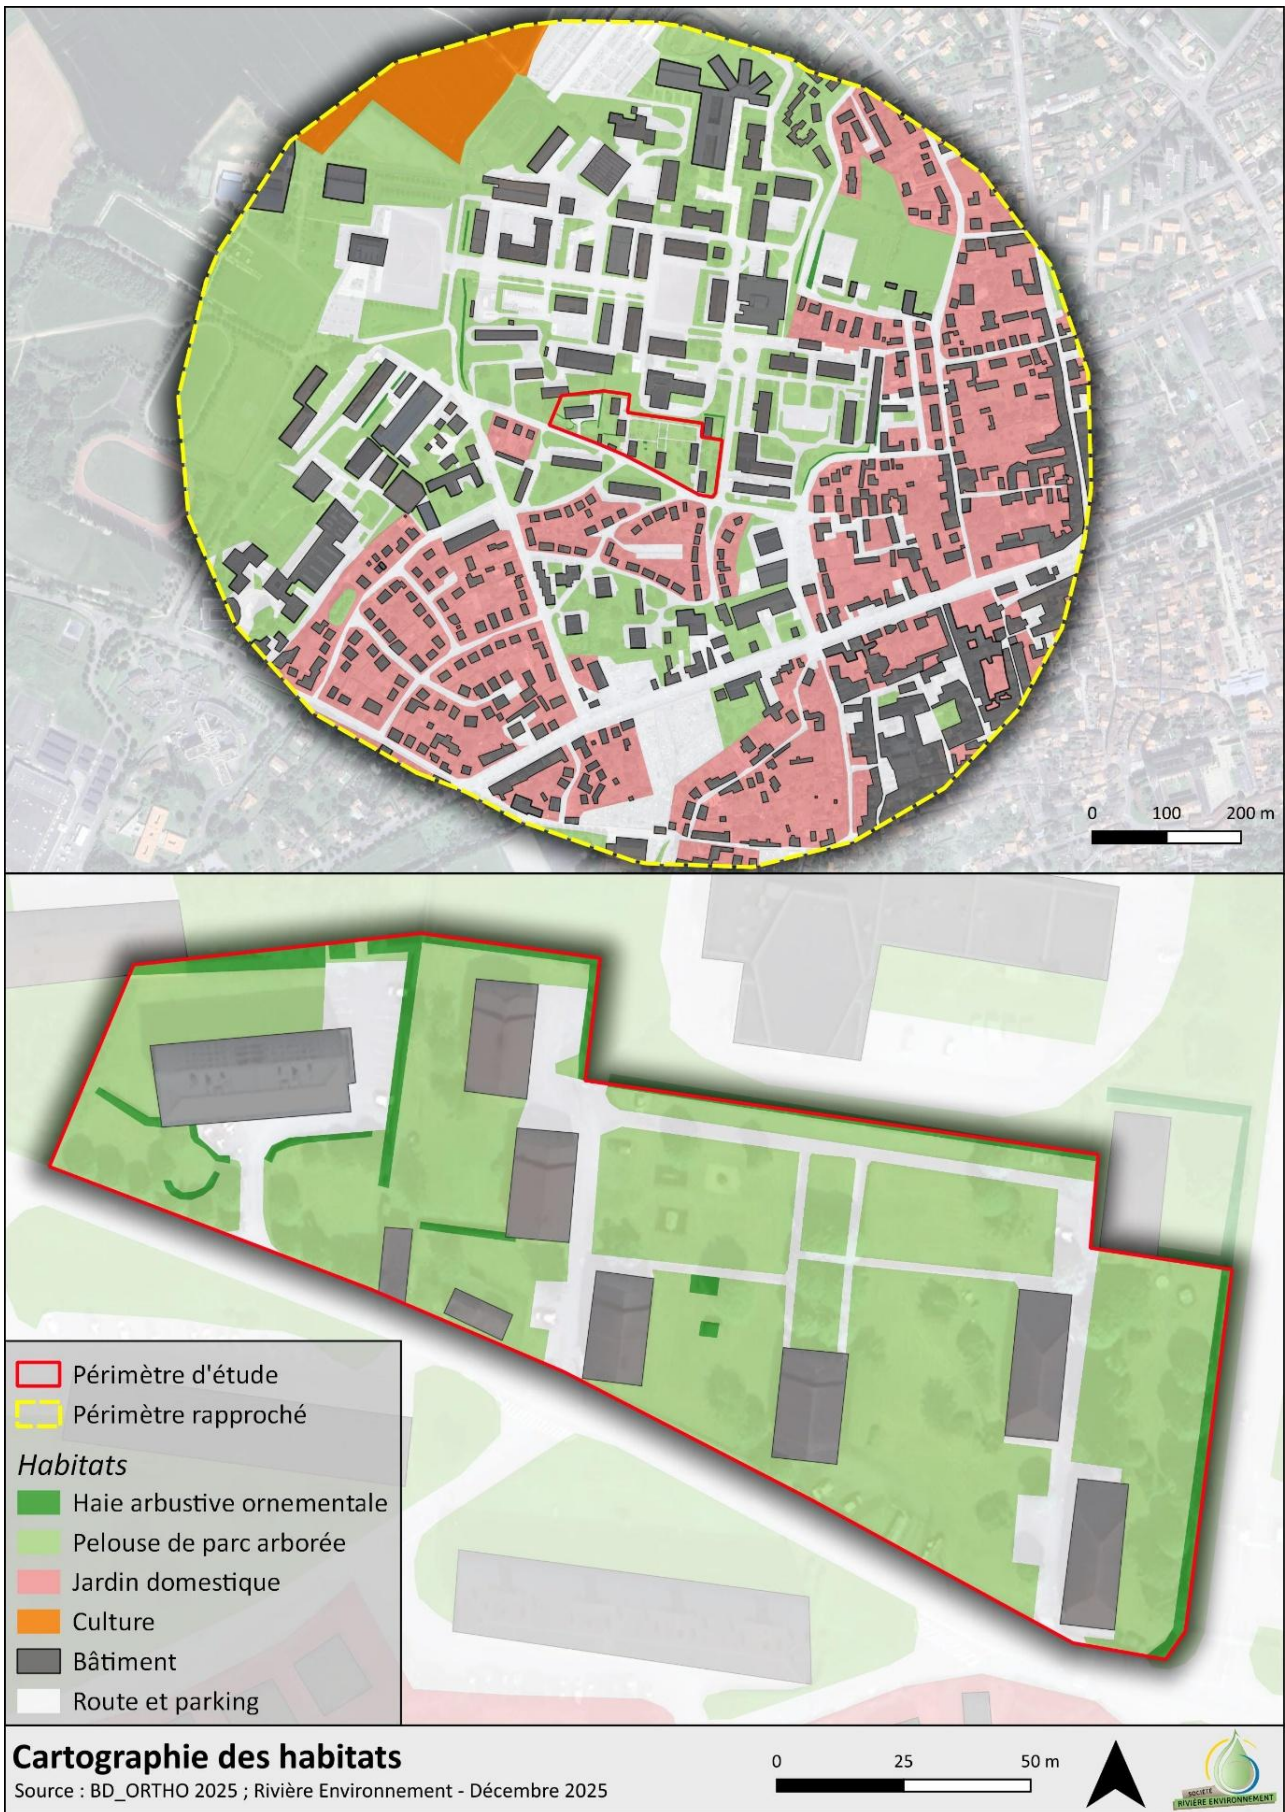 0 100 200 m
Périmètre d'étude
Périmètre rapproché
Habitats
Haie arbustive ornementale
Pelouse de parc arborée
Jardin domestique
Culture
Bâtiment
Route et parking
Cartographie des habitats
Source : BD_ORTHO 2025 ; Rivière Environnement - Décembre 2025
0 25 50 m
SOCIÉTÉ
RIVIÈRE ENVIRONNEMENT